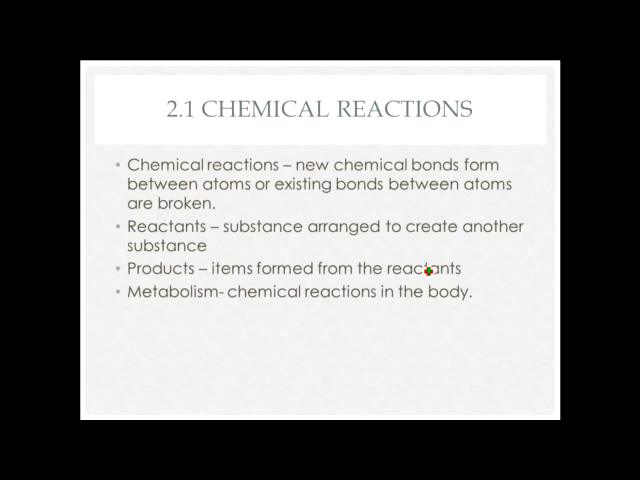 2.1 CHEMICAL REACTIONS
• Chemical reactions – new chemical bonds form
between atoms or existing bonds between atoms
are broken.
• Reactants – substance arranged to create another
substance
• Products – items formed from the reactants
• Metabolism- chemical reactions in the body.